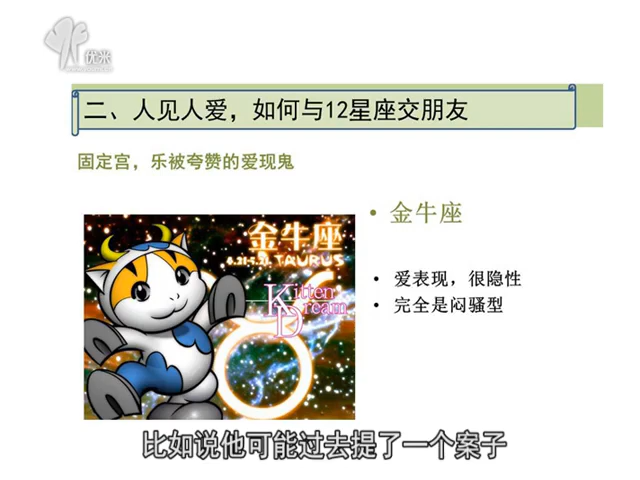 优米
二、人见人爱，如何与12星座交朋友
固定宫，乐被夸赞的爱现鬼
• 金牛座
金牛座
TAURUS
Kitten
Dream
• 爱表现，很隐性
• 完全是闷骚型
比如说他可能过去提了一个案子